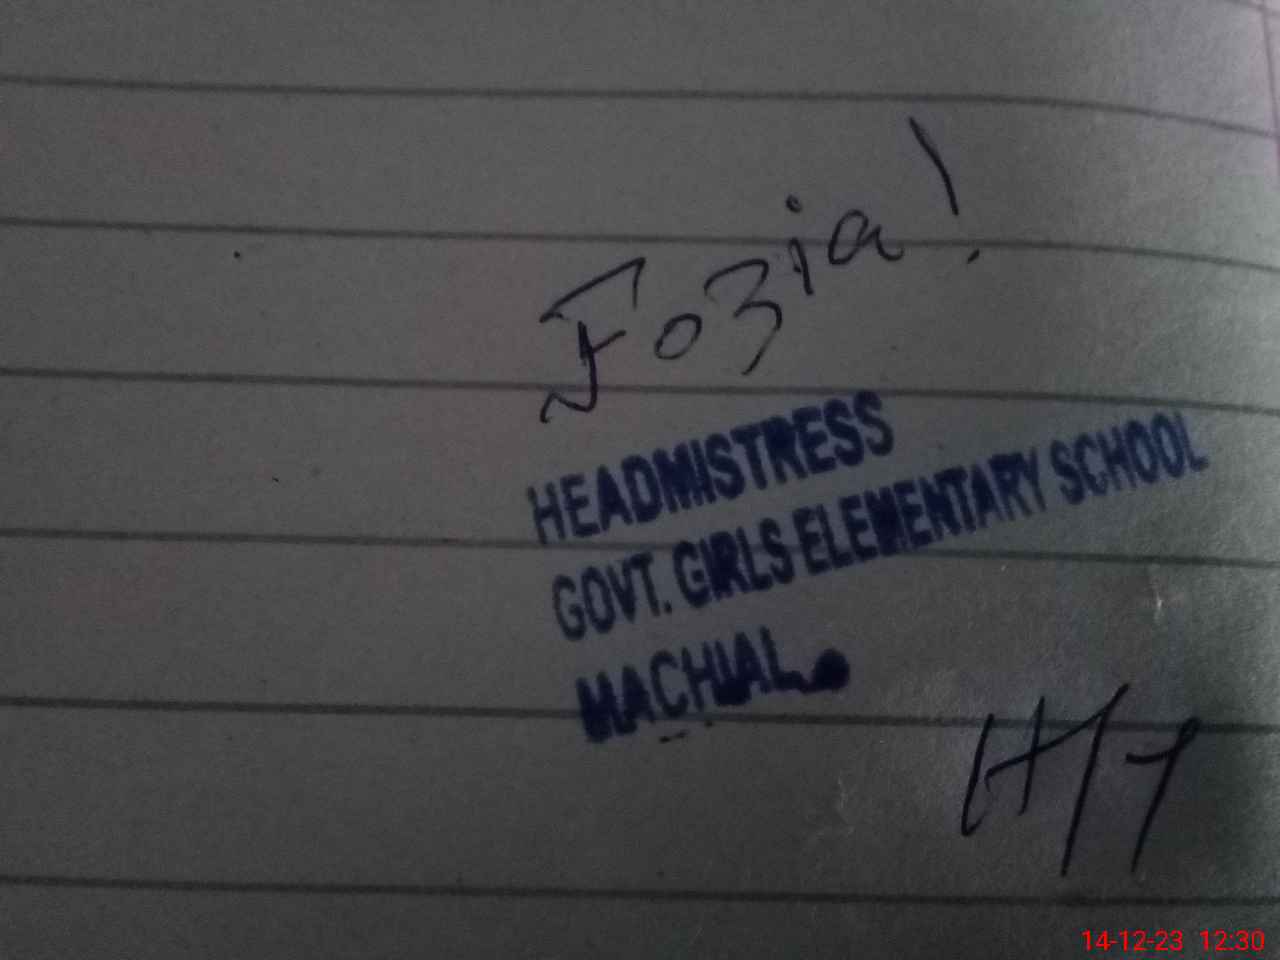 Fozia!
HEADMISTRESS
GOVT. GIRLS ELEMENTARY SCHOOL
MACHIAL.
H/T
14-12-23 12:30